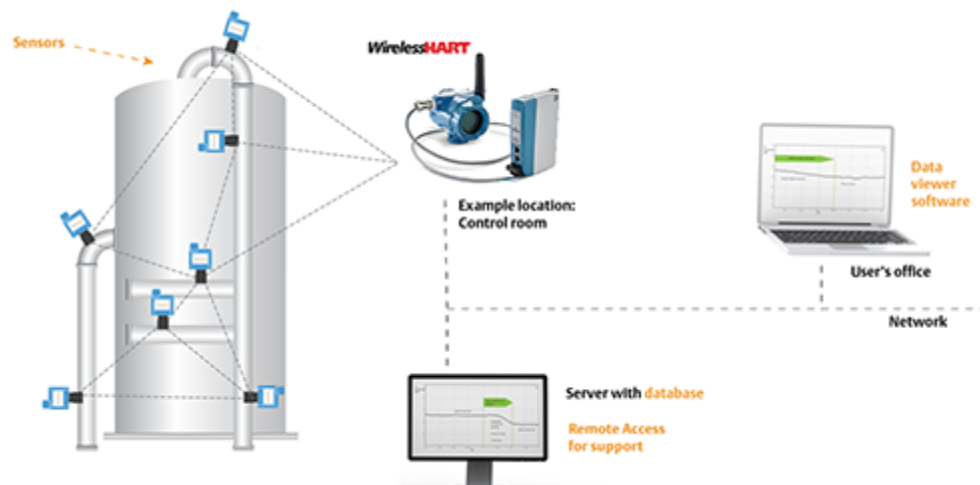 Sensors
WirelessHART
Example location:
Control room
Data
viewer
software
User's office
Network
Server with database
Remote Access
for support